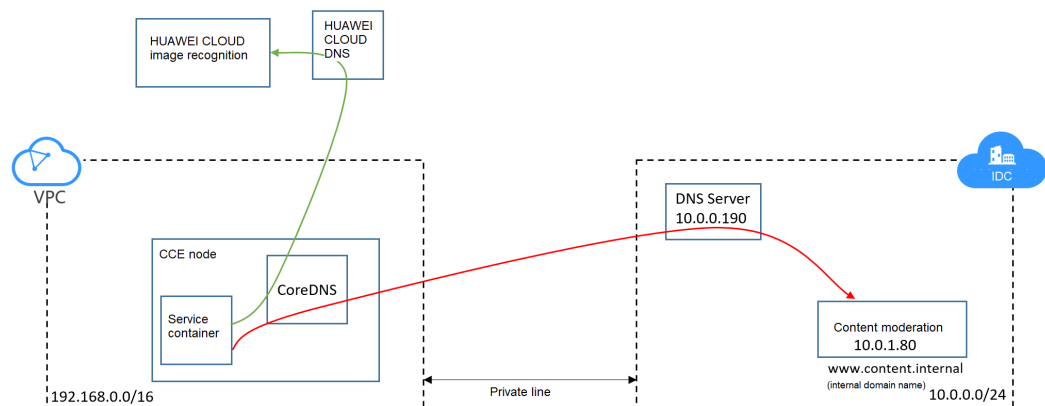 HUAWEI CLOUD
image recognition
HUAWEI
CLOUD
DNS
VPC
IDC
DNS Server
10.0.0.190
CCE node
CoreDNS
Service
container
Content moderation
10.0.1.80
www.content.internal
(internal domain name)
Private line
192.168.0.0/16
10.0.0.0/24